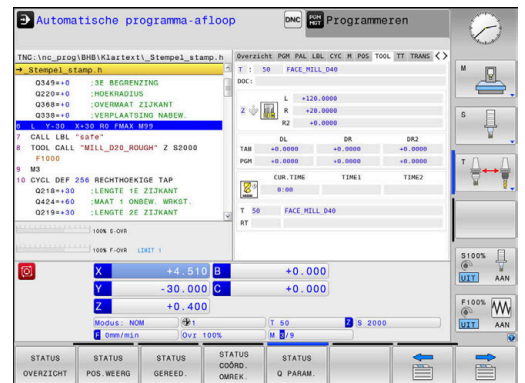 Automatische programma-afloop
DNC
PGM MGT
Programmeren
TNC:\nc_prog\BHB\Klartext\_Stempel_stamp.h
→_Stempel_stamp.h
Q349=+0 ;3E BEGRENZING
Q220=+0 ;HOEKRADIUS
Q368=+0 ;OVERMAAT ZIJKANT
Q338=+0 ;VERPLAATSING NABEW.
6 L Y-30 X+30 R0 FMAX M99
7 CALL LBL "safe"
8 TOOL CALL "MILL_D20_ROUGH" Z S2000
F1000
9 M3
10 CYCL DEF 256 RECHTHOEKIGE TAP
Q218=+30 ;LENGTE 1E ZIJKANT
Q424=+60 ;MAAT 1 ONBEW. WRKST.
Q219=+30 ;LENGTE 2E ZIJKANT
100% S-OVR
100% F-OVR LIMIT 1
Overzicht PGM PAL LBL CYC M POS TOOL TT TRANS
T : 50 FACE_MILL_D40
DOC:
Z
L +120.0000
R +20.0000
R2 +0.0000
DL DR DR2
TAB +0.0000 +0.0000 +0.0000
PGM +0.0000 +0.0000 +0.0000
CUR.TIME TIME1 TIME2
0:00
T 50 FACE_MILL_D40
RT
X +4.510 B +0.000
Y -30.000 C +0.000
Z +0.400
Modus: NOM 1 T 50 Z S 2000
F 0mm/min Ovr 100% M 5/9
M
S
T
S100%
UIT AAN
F100%
UIT AAN
STATUS OVERZICHT
STATUS POS.WEERG
STATUS GEREED.
STATUS COÖRD. OMREK.
STATUS Q PARAM.